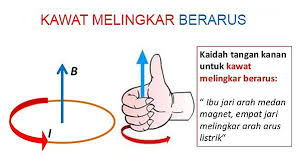 KAWAT MELINGKAR BERARUS
B
I
Kaidah tangan kanan
untuk kawat
melingkar berarus:
“ Ibu jari arah medan
magnet, empat jari
melingkar arah arus
listrik“